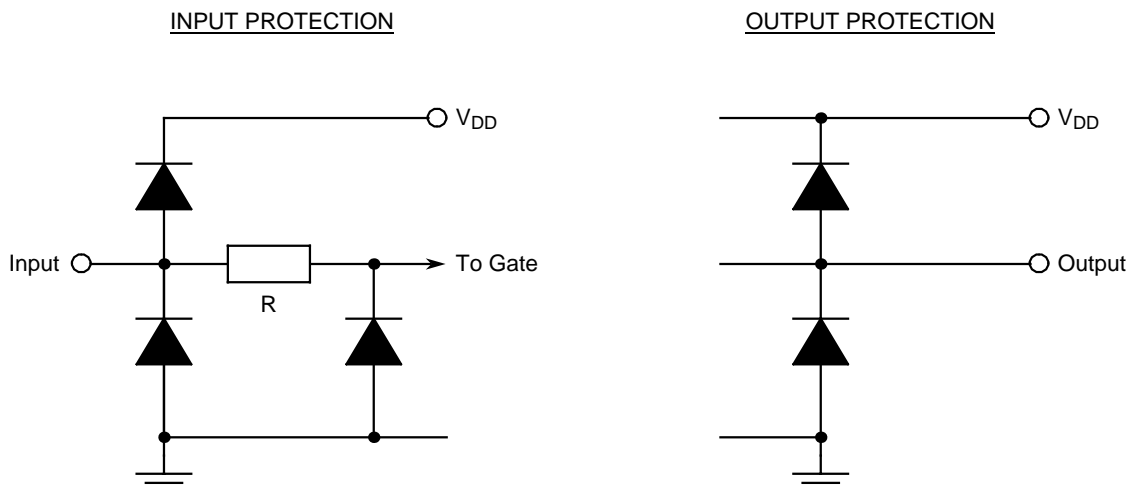 INPUT PROTECTION
V_DD
Input
R
To Gate
OUTPUT PROTECTION
V_DD
Output